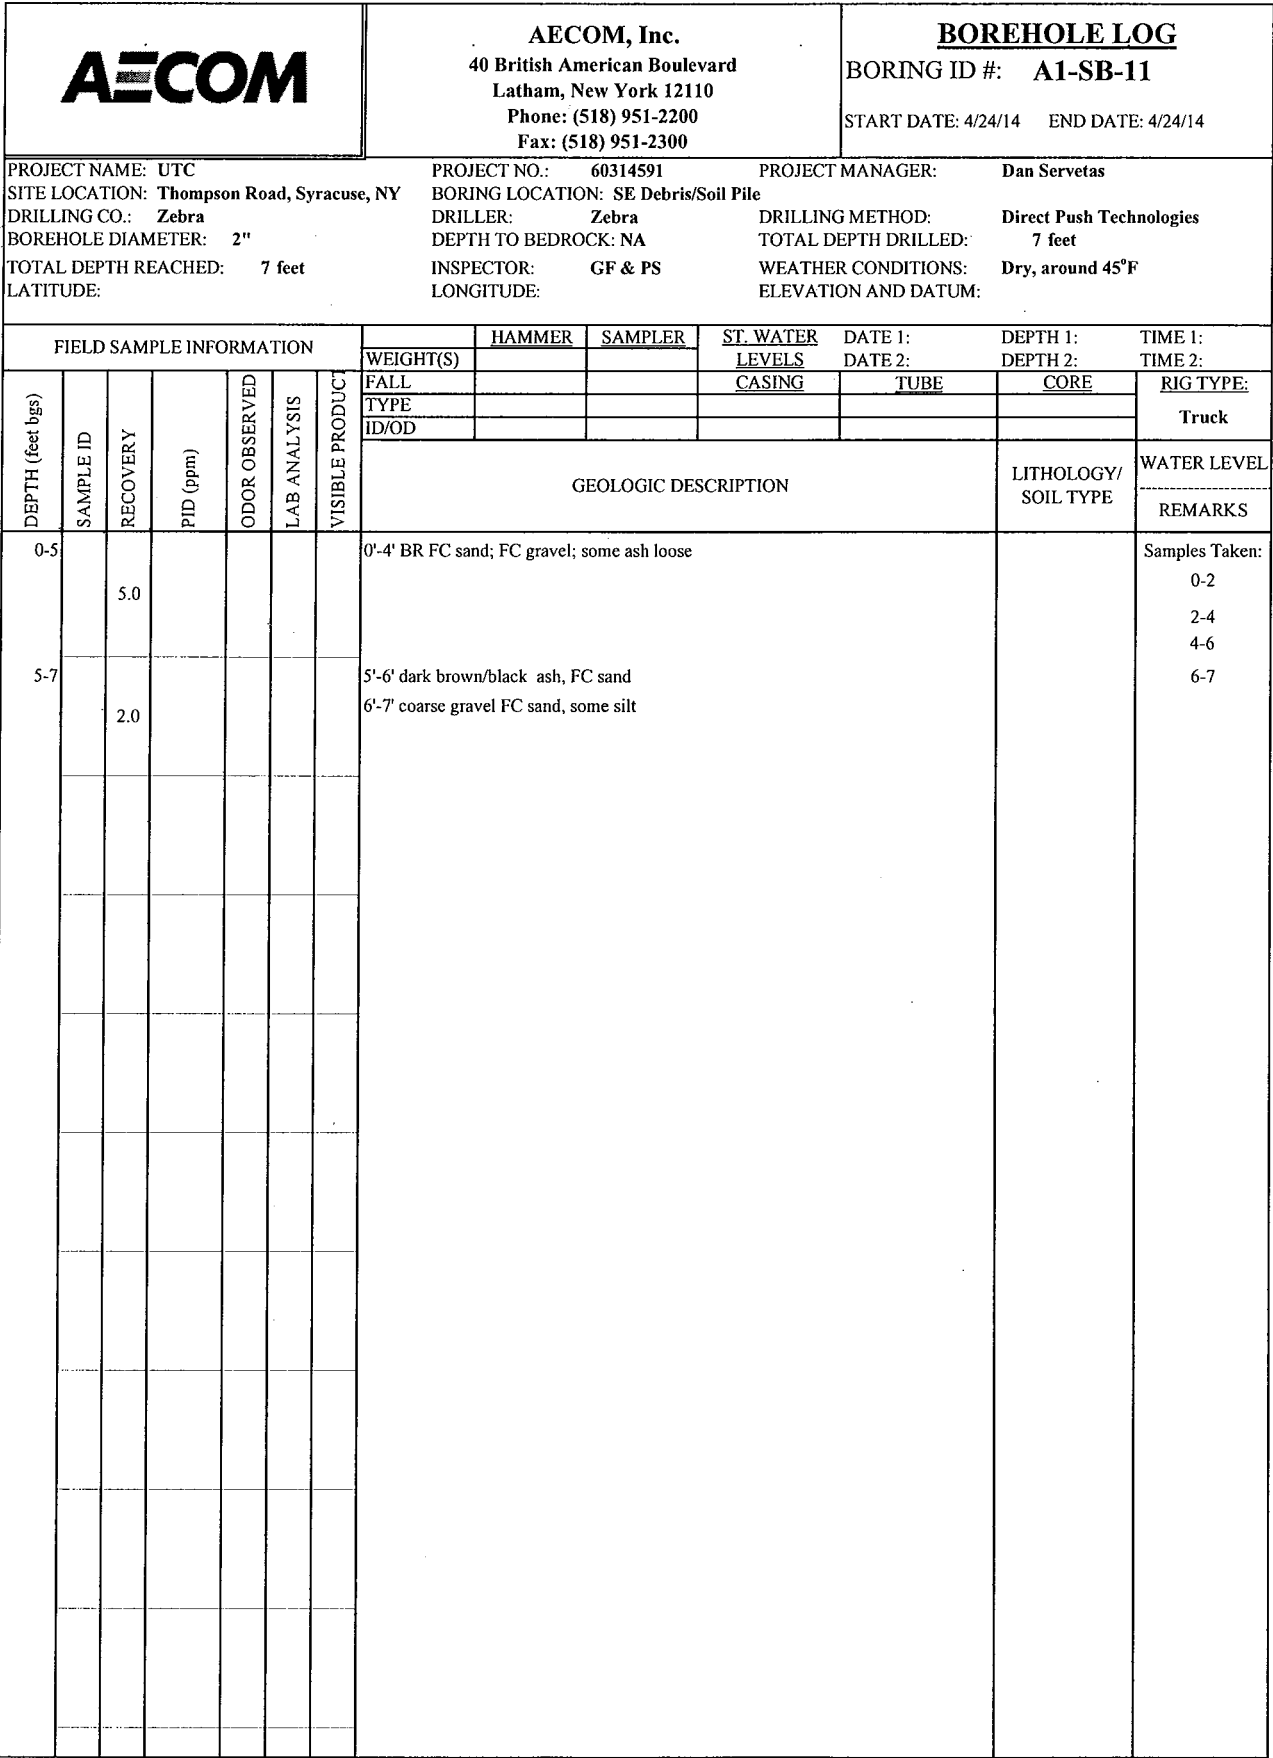 AECOM
AECOM, Inc.
40 British American Boulevard
Latham, New York 12110
Phone: (518) 951-2200
Fax: (518) 951-2300
BOREHOLE LOG
BORING ID #: A1-SB-11
START DATE: 4/24/14 END DATE: 4/24/14
PROJECT NAME: UTC PROJECT NO.: 60314591 PROJECT MANAGER: Dan Servetas
SITE LOCATION: Thompson Road, Syracuse, NY BORING LOCATION: SE Debris/Soil Pile
DRILLING CO.: Zebra DRILLER: Zebra DRILLING METHOD: Direct Push Technologies
BOREHOLE DIAMETER: 2" DEPTH TO BEDROCK: NA TOTAL DEPTH DRILLED: 7 feet
TOTAL DEPTH REACHED: 7 feet INSPECTOR: GF & PS WEATHER CONDITIONS: Dry, around 45°F
LATITUDE: LONGITUDE: ELEVATION AND DATUM:
FIELD SAMPLE INFORMATION
HAMMER SAMPLER ST. WATER DATE 1: DEPTH 1: TIME 1:
WEIGHT(S) LEVELS DATE 2: DEPTH 2: TIME 2:
FALL CASING TUBE CORE RIG TYPE:
TYPE Truck
ID/OD
DEPTH (feet bgs)
SAMPLE ID
RECOVERY
PID (ppm)
ODOR OBSERVED
LAB ANALYSIS
VISIBLE PRODUCT
GEOLOGIC DESCRIPTION
LITHOLOGY/
SOIL TYPE
WATER LEVEL
REMARKS
0-5 0'-4' BR FC sand; FC gravel; some ash loose Samples Taken:
0-2
5.0
2-4
4-6
5-7 5'-6' dark brown/black ash, FC sand 6-7
6'-7' coarse gravel FC sand, some silt
2.0